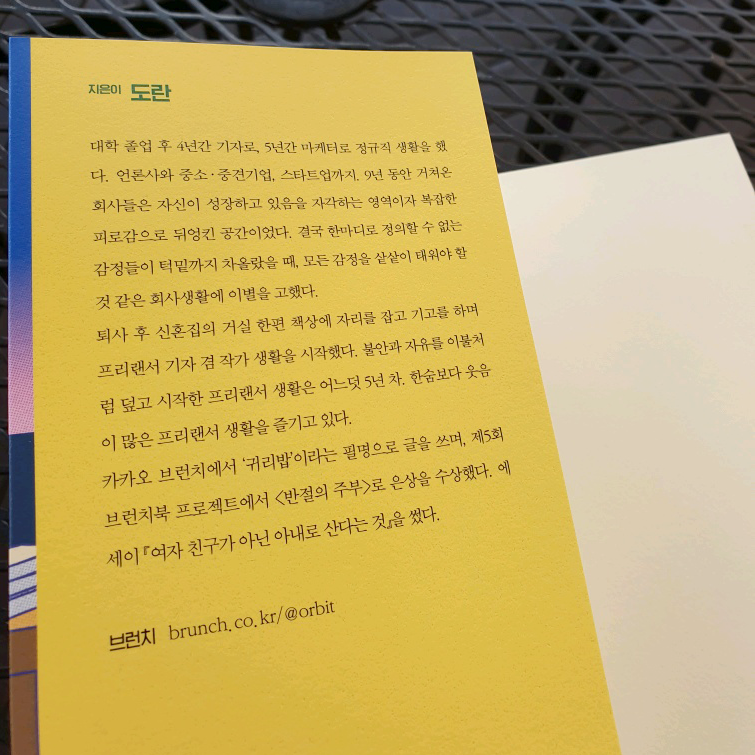 지은이 도란
대학 졸업 후 4년간 기자로, 5년간 마케터로 정규직 생활을 했
다. 언론사와 중소·중견기업, 스타트업까지. 9년 동안 거쳐온
회사들은 자신이 성장하고 있음을 자각하는 영역이자 복잡한
피로감으로 뒤엉킨 공간이었다. 결국 한마디로 정의할 수 없는
감정들이 턱밑까지 차올랐을 때, 모든 감정을 샅샅이 태워야 할
것 같은 회사생활에 이별을 고했다.
퇴사 후 신혼집의 거실 한편 책상에 자리를 잡고 기고를 하며
프리랜서 기자 겸 작가 생활을 시작했다. 불안과 자유를 이불처
럼 덮고 시작한 프리랜서 생활은 어느덧 5년 차. 한숨보다 웃음
이 많은 프리랜서 생활을 즐기고 있다.
카카오 브런치에서 ‘귀리밥’이라는 필명으로 글을 쓰며, 제5회
브런치북 프로젝트에서 <반절의 주부>로 은상을 수상했다. 에
세이 『여자 친구가 아닌 아내로 산다는 것』을 썼다.
브런치 brunch.co.kr/@orbit